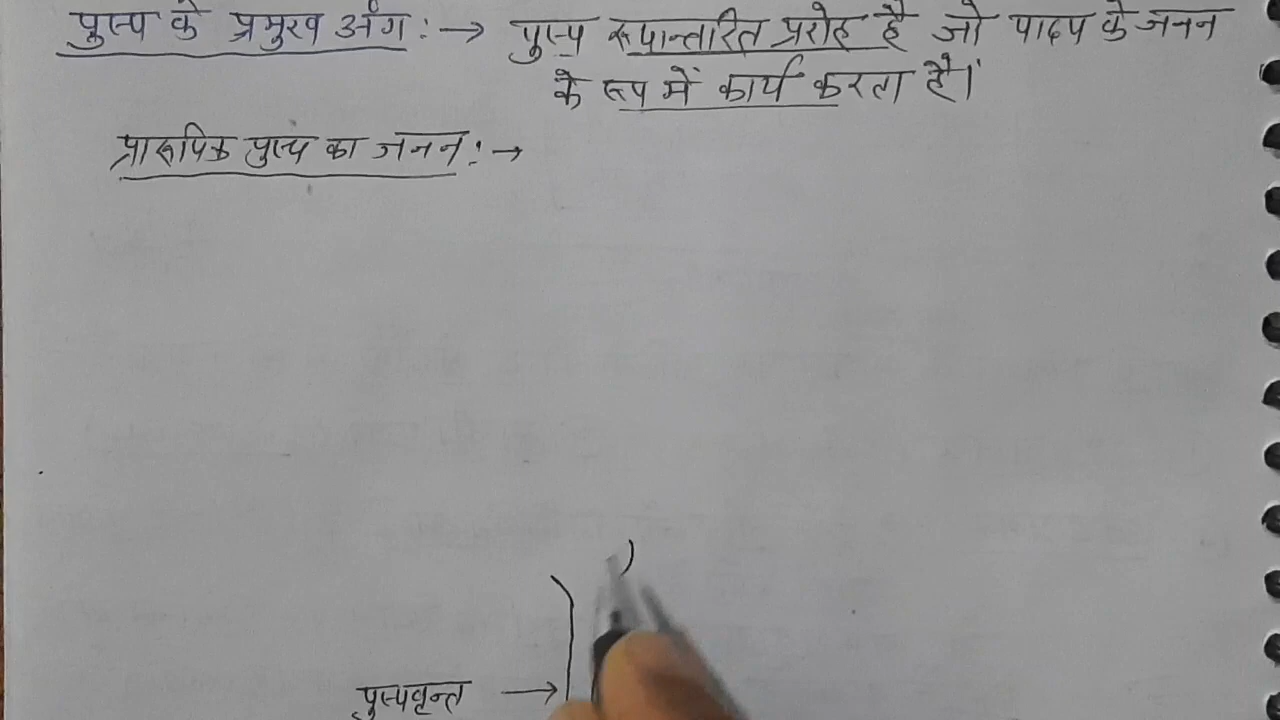 पुष्प के प्रमुख अंग :→ पुष्प रूपान्तरित प्ररोह है जो पादप के जनन
के रूप में कार्य करता है।
प्रारूपिक पुष्प का जनन :→
पुष्पवृन्त →